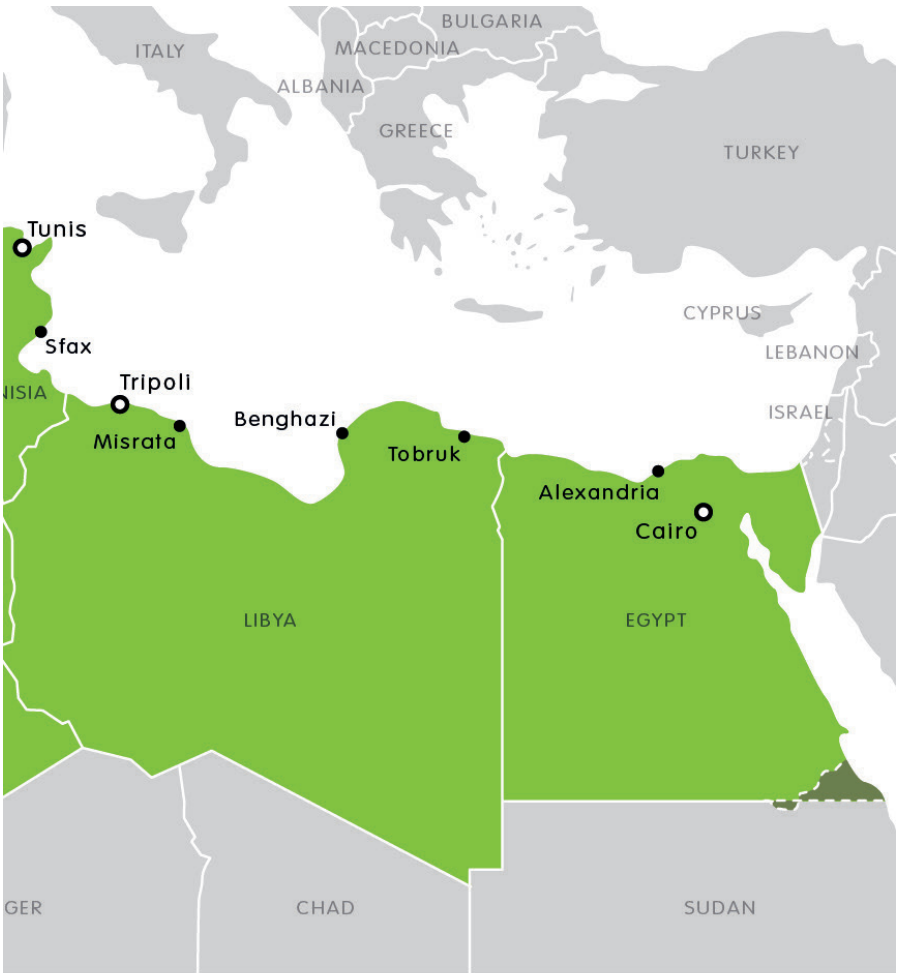 BULGARIA
ITALY
MACEDONIA
ALBANIA
GREECE
TURKEY
Tunis
CYPRUS
Sfax
LEBANON
Tripoli
NISIA
ISRAEL
Benghazi
Misrata
Tobruk
Alexandria
Cairo
LIBYA
EGYPT
GER
CHAD
SUDAN